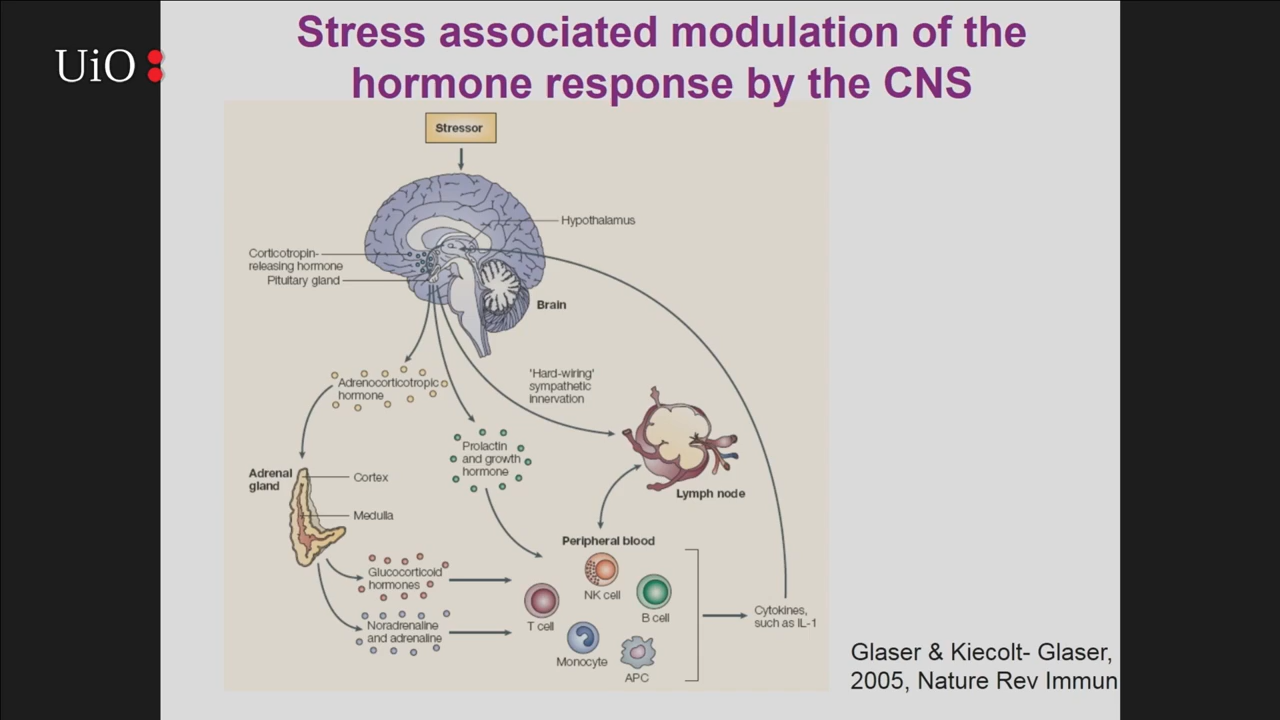 UiO
Stress associated modulation of the
hormone response by the CNS
Stressor
Hypothalamus
Corticotropin-
releasing hormone
Pituitary gland
Brain
'Hard-wiring'
sympathetic
innervation
Adrenocorticotropic
hormone
Prolactin
and growth
hormone
Adrenal
gland
Cortex
Medulla
Lymph node
Peripheral blood
Glucocorticoid
hormones
NK cell
B cell
T cell
Noradrenaline
and adrenaline
Monocyte
APC
Cytokines,
such as IL-1
Glaser & Kiecolt- Glaser,
2005, Nature Rev Immun